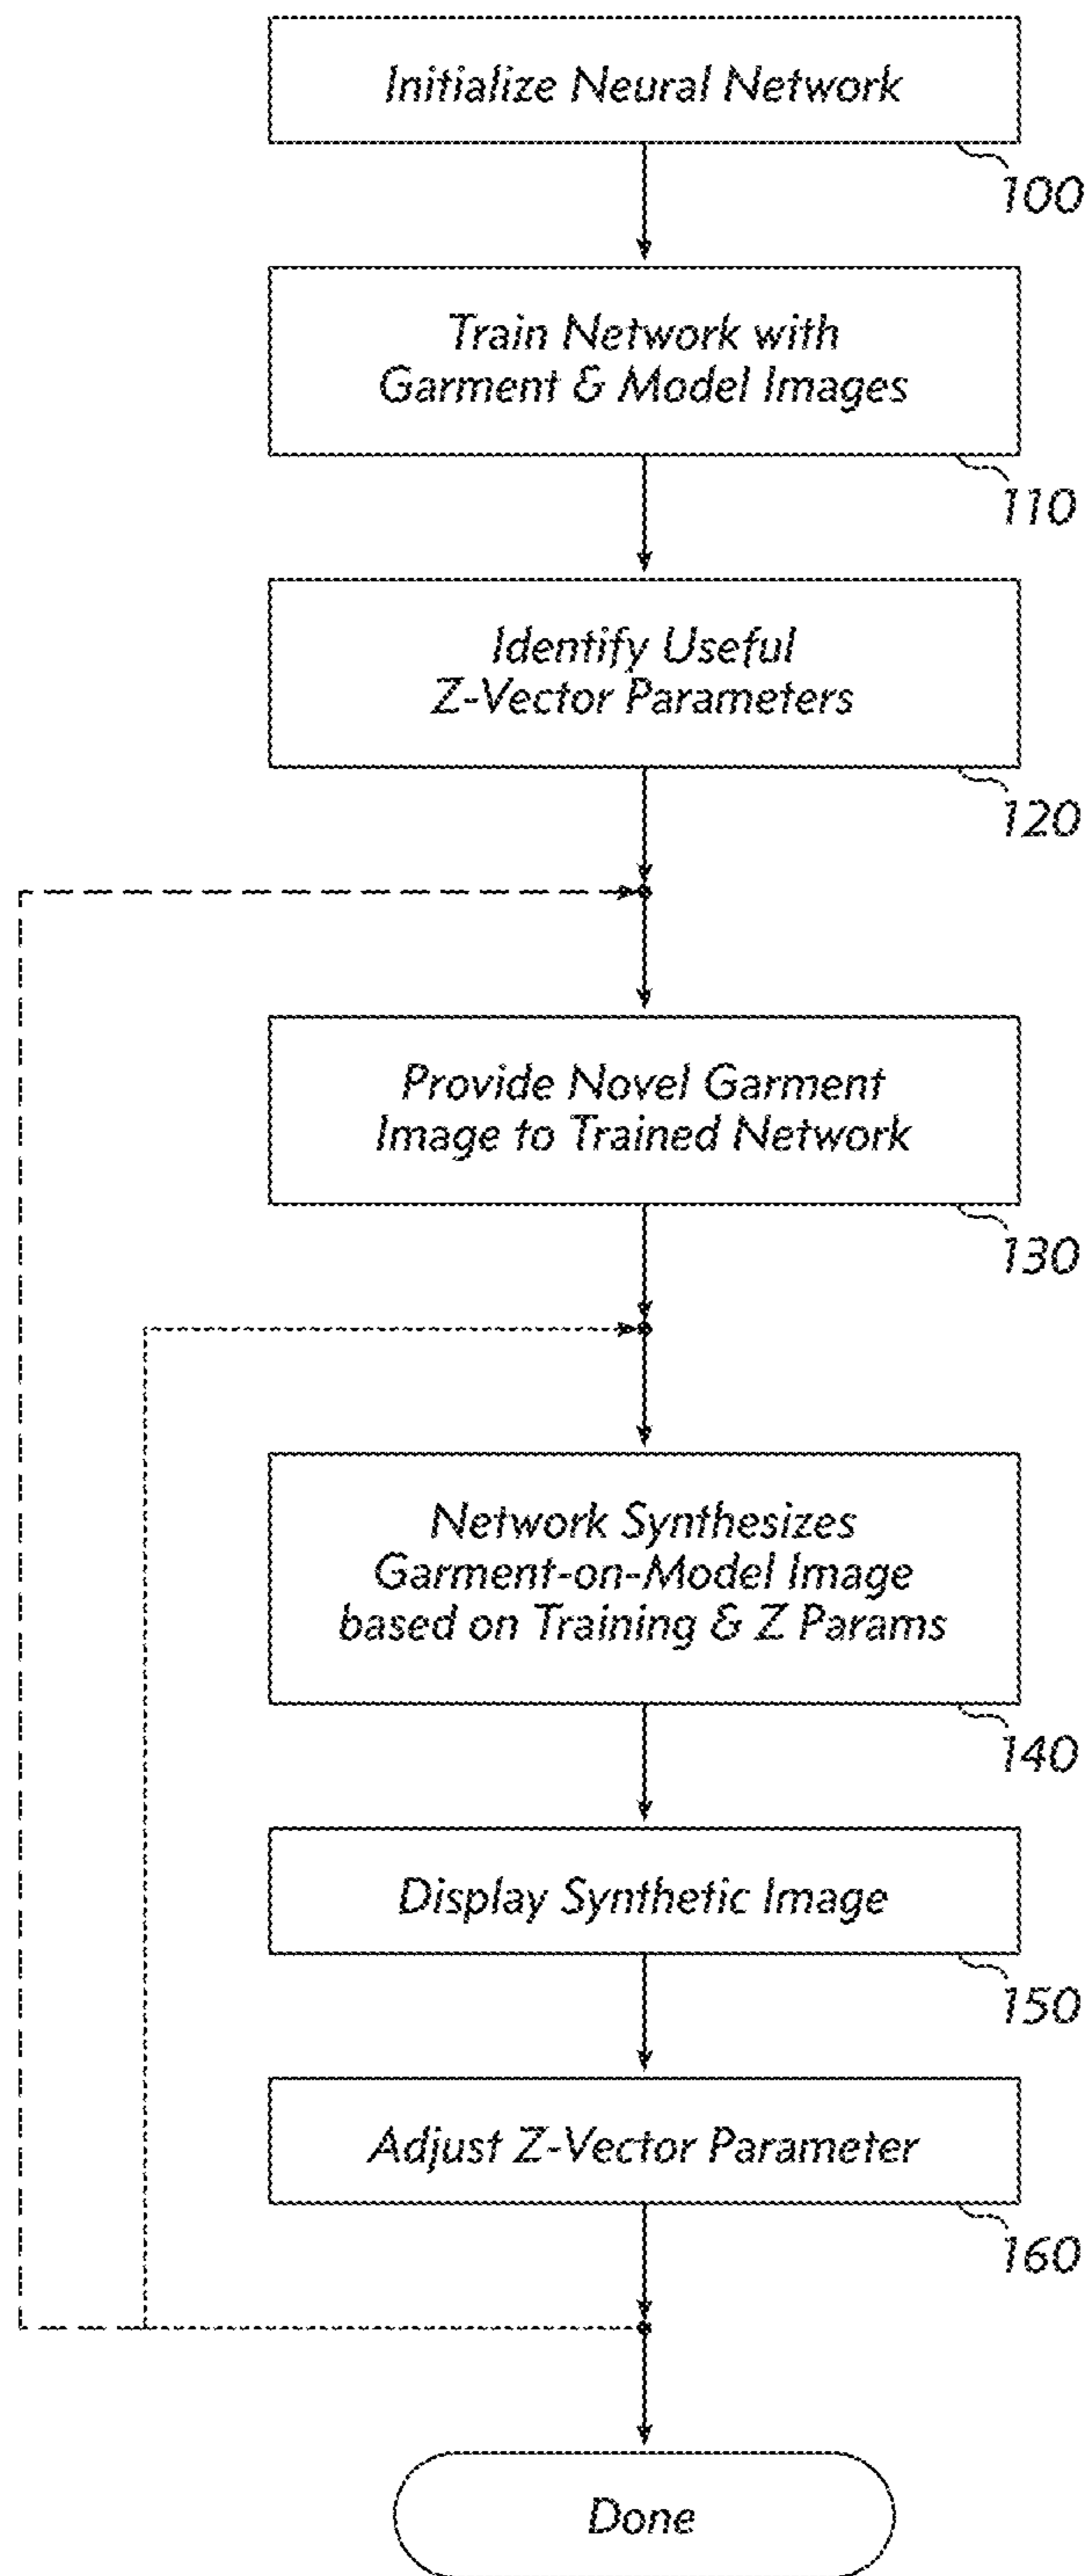 Initialize Neural Network
100
Train Network with
Garment & Model Images
110
Identify Useful
Z-Vector Parameters
120
Provide Novel Garment
Image to Trained Network
130
Network Synthesizes
Garment-on-Model Image
based on Training & Z Params
140
Display Synthetic Image
150
Adjust Z-Vector Parameter
160
Done